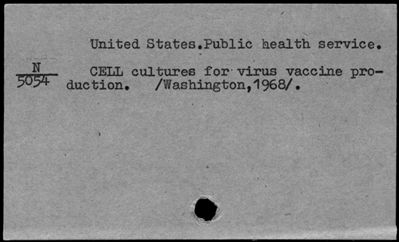 United States.Public health service.
N
5054
CELL cultures for virus vaccine pro-
duction. /Washington,1968/.